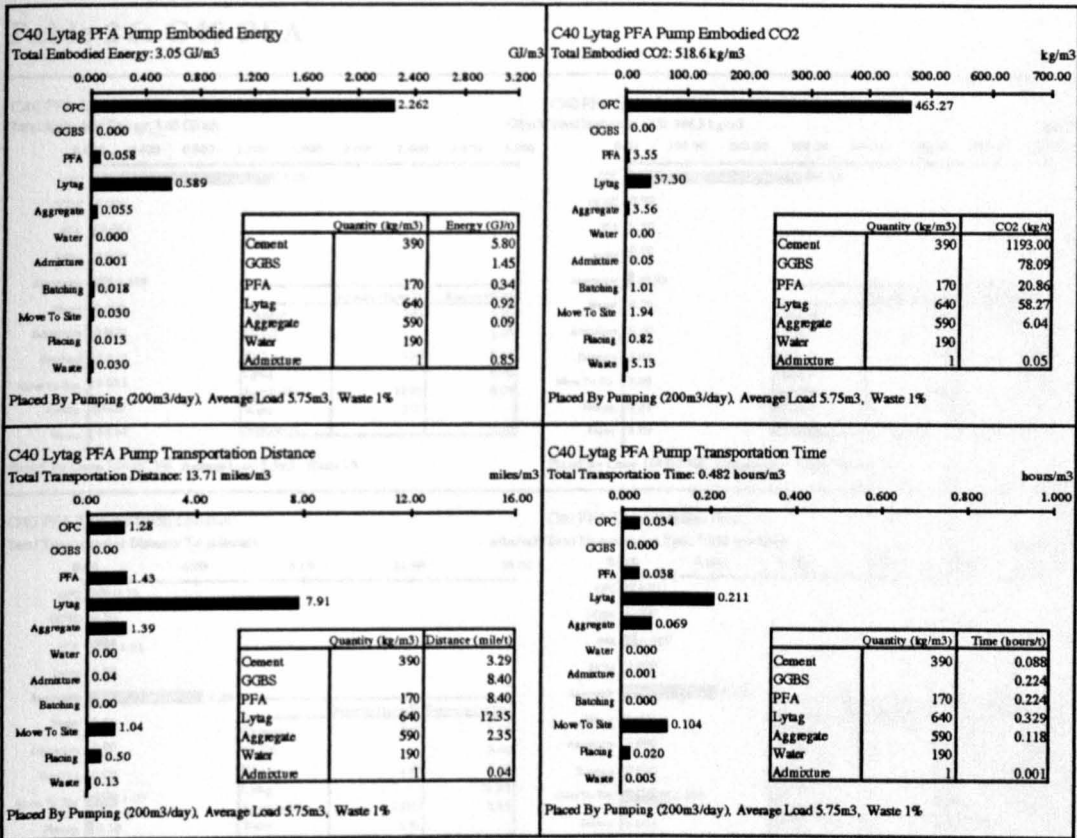 C40 Lytag PFA Pump Embodied Energy
Total Embodied Energy: 3.05 GJ/m3 GJ/m3
0.000 0.400 0.800 1.200 1.600 2.000 2.400 2.800 3.200
OPC 2.262
GGBS 0.000
PFA 0.058
Lytag 0.589
Aggregate 0.055
Water 0.000
Admixture 0.001
Batching 0.018
Move To Site 0.030
Placing 0.013
Waste 0.030
Quantity (kg/m3) Energy (GJ/t)
Cement 390 5.80
GGBS 1.45
PFA 170 0.34
Lytag 640 0.92
Aggregate 590 0.09
Water 190
Admixture 1 0.85
Placed By Pumping (200m3/day), Average Load 5.75m3, Waste 1%
C40 Lytag PFA Pump Embodied CO2
Total Embodied CO2: 518.6 kg/m3 kg/m3
0.00 100.00 200.00 300.00 400.00 500.00 600.00 700.00
OPC 465.27
GGBS 0.00
PFA 3.55
Lytag 37.30
Aggregate 3.56
Water 0.00
Admixture 0.05
Batching 1.01
Move To Site 1.94
Placing 0.82
Waste 5.13
Quantity (kg/m3) CO2 (kg/t)
Cement 390 1193.00
GGBS 78.09
PFA 170 20.86
Lytag 640 58.27
Aggregate 590 6.04
Water 190
Admixture 1 0.05
Placed By Pumping (200m3/day), Average Load 5.75m3, Waste 1%
C40 Lytag PFA Pump Transportation Distance
Total Transportation Distance: 13.71 miles/m3 miles/m3
0.00 4.00 8.00 12.00 16.00
OPC 1.28
GGBS 0.00
PFA 1.43
Lytag 7.91
Aggregate 1.39
Water 0.00
Admixture 0.04
Batching 0.00
Move To Site 1.04
Placing 0.50
Waste 0.13
Quantity (kg/m3) Distance (mile/t)
Cement 390 3.29
GGBS 8.40
PFA 170 8.40
Lytag 640 12.35
Aggregate 590 2.35
Water 190
Admixture 1 0.04
Placed By Pumping (200m3/day), Average Load 5.75m3, Waste 1%
C40 Lytag PFA Pump Transportation Time
Total Transportation Time: 0.482 hours/m3 hours/m3
0.000 0.200 0.400 0.600 0.800 1.000
OPC 0.034
GGBS 0.000
PFA 0.038
Lytag 0.211
Aggregate 0.069
Water 0.000
Admixture 0.001
Batching 0.000
Move To Site 0.104
Placing 0.020
Waste 0.005
Quantity (kg/m3) Time (hours/t)
Cement 390 0.088
GGBS 0.224
PFA 170 0.224
Lytag 640 0.329
Aggregate 590 0.118
Water 190
Admixture 1 0.001
Placed By Pumping (200m3/day), Average Load 5.75m3, Waste 1%